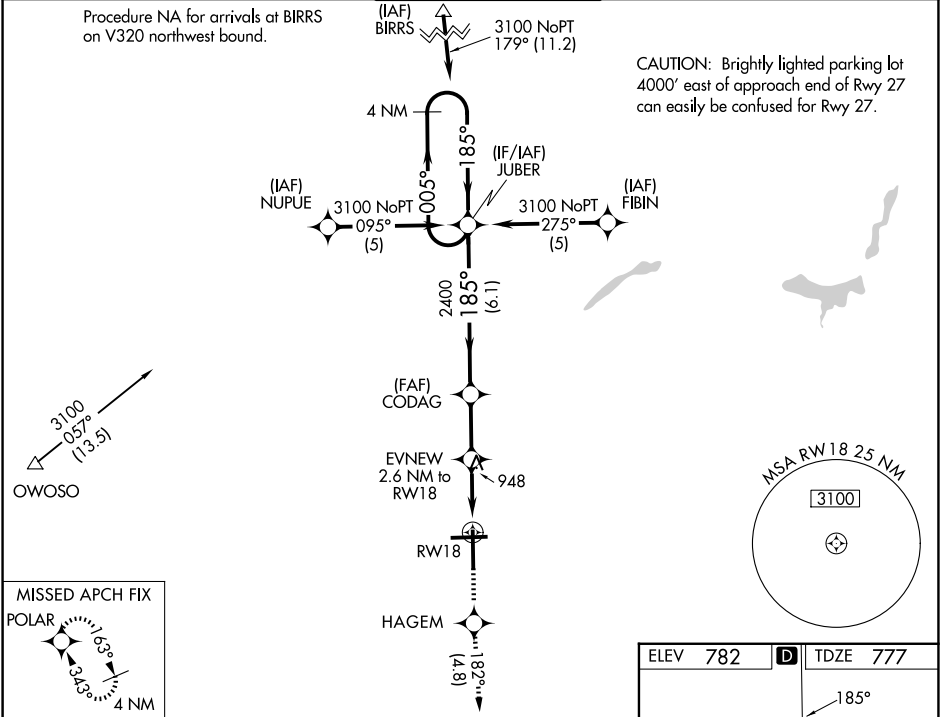 Procedure NA for arrivals at BIRRS
on V320 northwest bound.
(IAF)
BIRRS
3100 NoPT
179° (11.2)
CAUTION: Brightly lighted parking lot
4000' east of approach end of Rwy 27
can easily be confused for Rwy 27.
4 NM
185°
005°
(IF/IAF)
JUBER
(IAF)
NUPUE
3100 NoPT
095°
(5)
3100 NoPT
275°
(5)
(IAF)
FIBIN
2400
185°
(6.1)
(FAF)
CODAG
3100
057°
(13.5)
OWOSO
EVNEW
2.6 NM to
RW18
948
MSA RW18 25 NM
3100
RW18
MISSED APCH FIX
POLAR
163°
343°
4 NM
HAGEM
182°
(4.8)
ELEV 782 D TDZE 777
185°